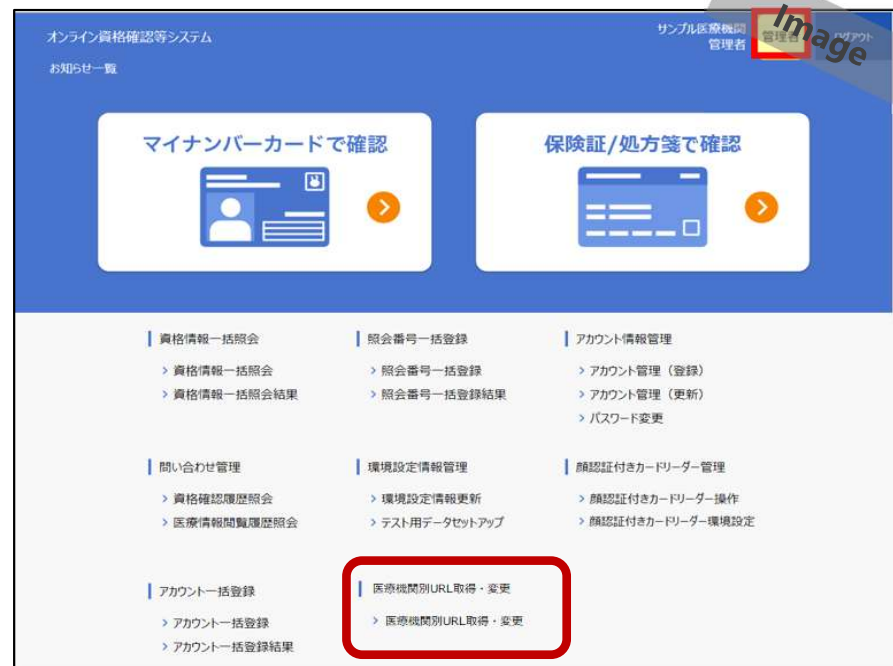 オンライン資格確認等システム
サンプル医療機関
管理者
管理者
ログアウト
Image
お知らせ一覧
マイナンバーカードで確認
保険証/処方箋で確認
資格情報一括照会
> 資格情報一括照会
> 資格情報一括照会結果
照会番号一括登録
> 照会番号一括登録
> 照会番号一括登録結果
アカウント情報管理
> アカウント管理（登録）
> アカウント管理（更新）
> パスワード変更
問い合わせ管理
> 資格確認履歴照会
> 医療情報閲覧履歴照会
環境設定情報管理
> 環境設定情報更新
> テスト用データセットアップ
顔認証付きカードリーダー管理
> 顔認証付きカードリーダー操作
> 顔認証付きカードリーダー環境設定
アカウント一括登録
> アカウント一括登録
> アカウント一括登録結果
医療機関別URL取得・変更
> 医療機関別URL取得・変更